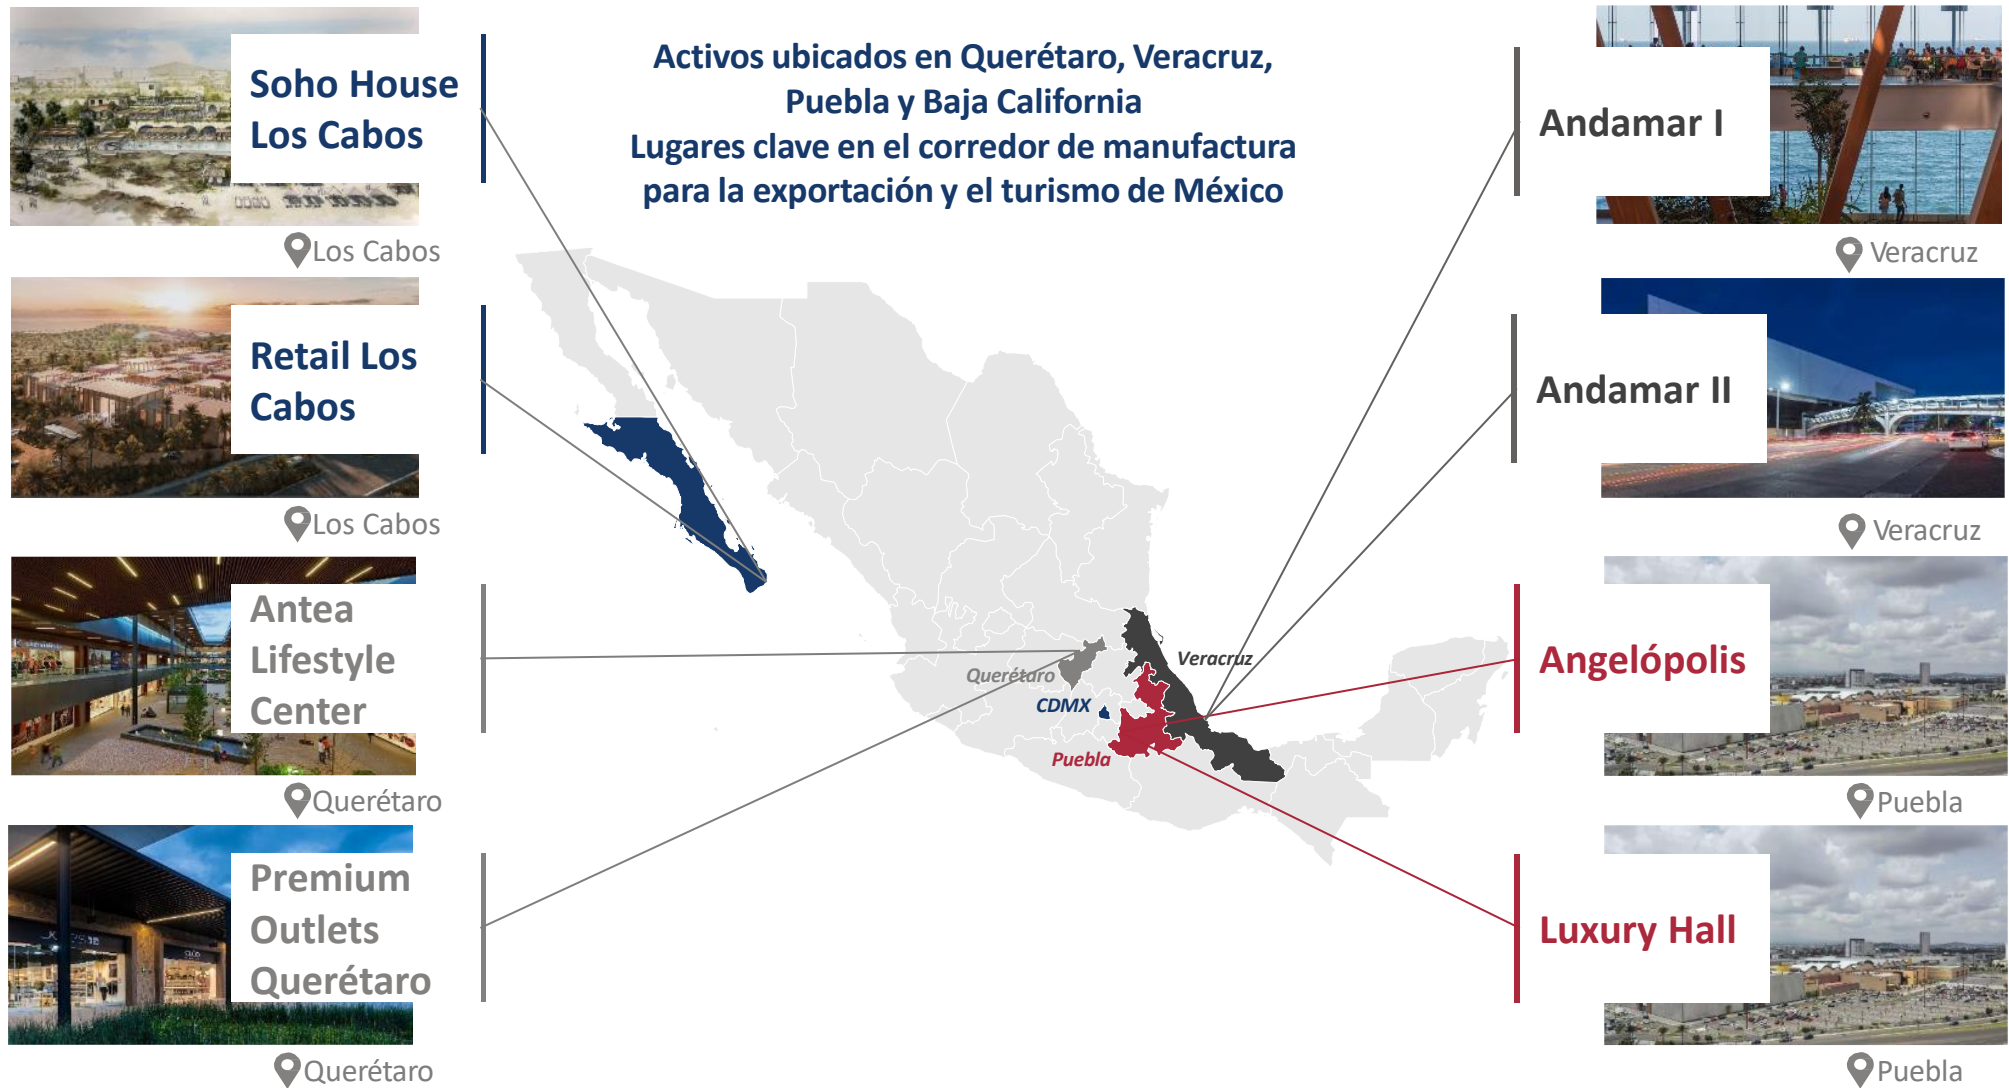 Activos ubicados en Querétaro, Veracruz,
Puebla y Baja California
Lugares clave en el corredor de manufactura
para la exportación y el turismo de México
Soho House
Los Cabos
Los Cabos
Retail Los
Cabos
Los Cabos
Antea
Lifestyle
Center
Querétaro
Premium
Outlets
Querétaro
Querétaro
Querétaro
CDMX
Puebla
Veracruz
Andamar I
Veracruz
Andamar II
Veracruz
Angelópolis
Puebla
Luxury Hall
Puebla